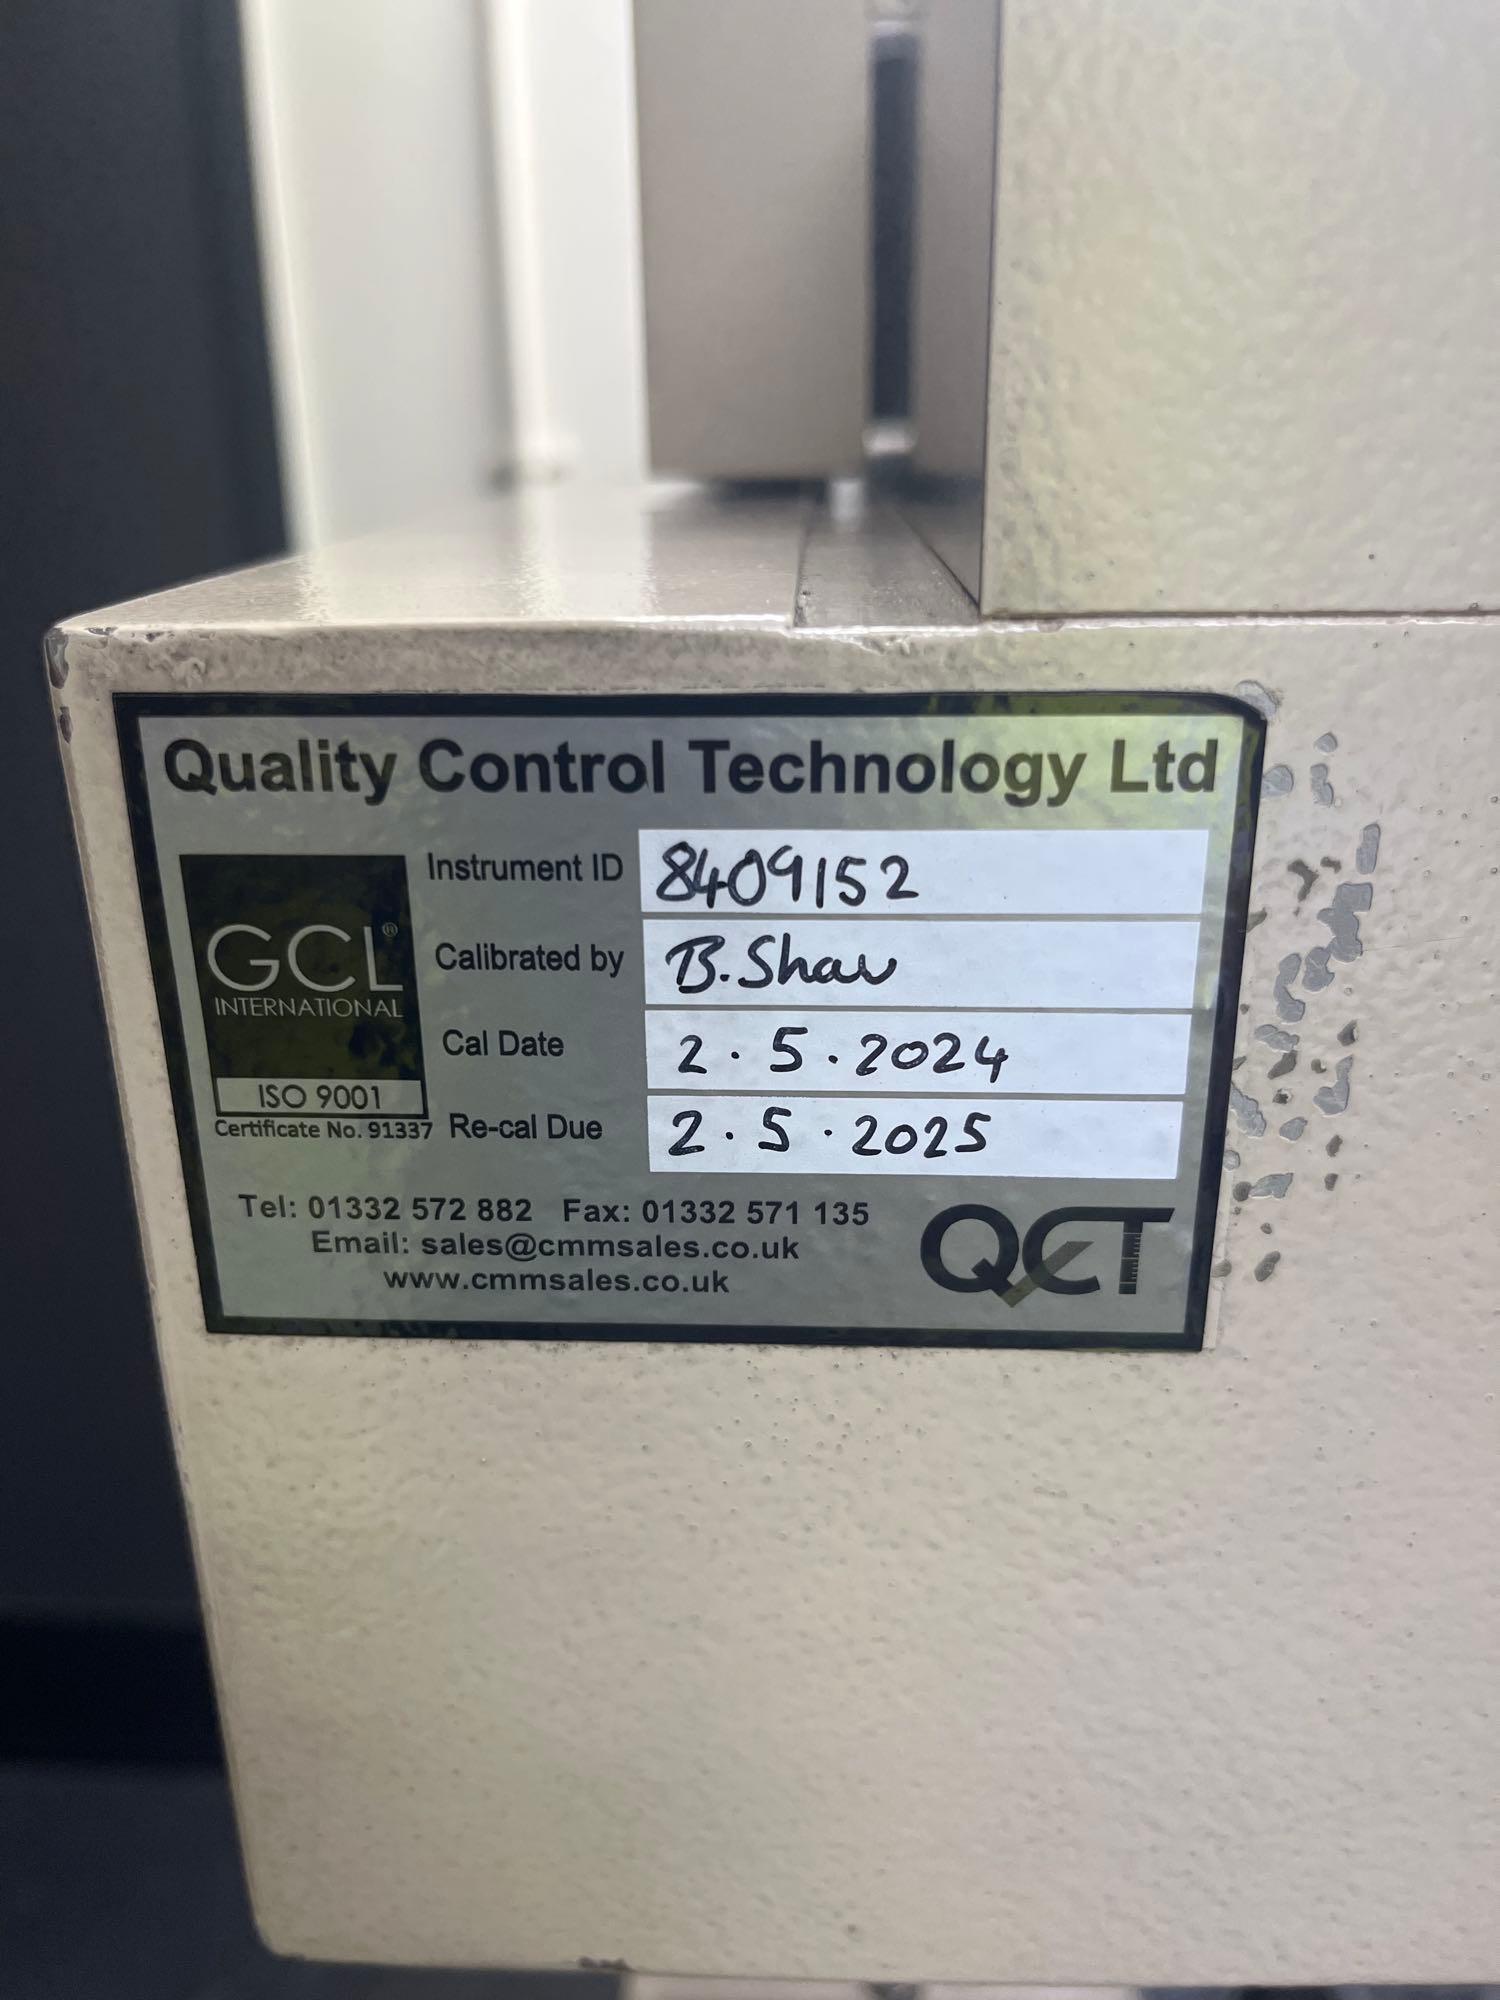 Quality Control Technology Ltd
GCL®
INTERNATIONAL
ISO 9001
Certificate No. 91337
Instrument ID 8409152
Calibrated by B. Shaw
Cal Date 2.5.2024
Re-cal Due 2.5.2025
Tel: 01332 572 882 Fax: 01332 571 135
Email: sales@cmmsales.co.uk
www.cmmsales.co.uk
QCT